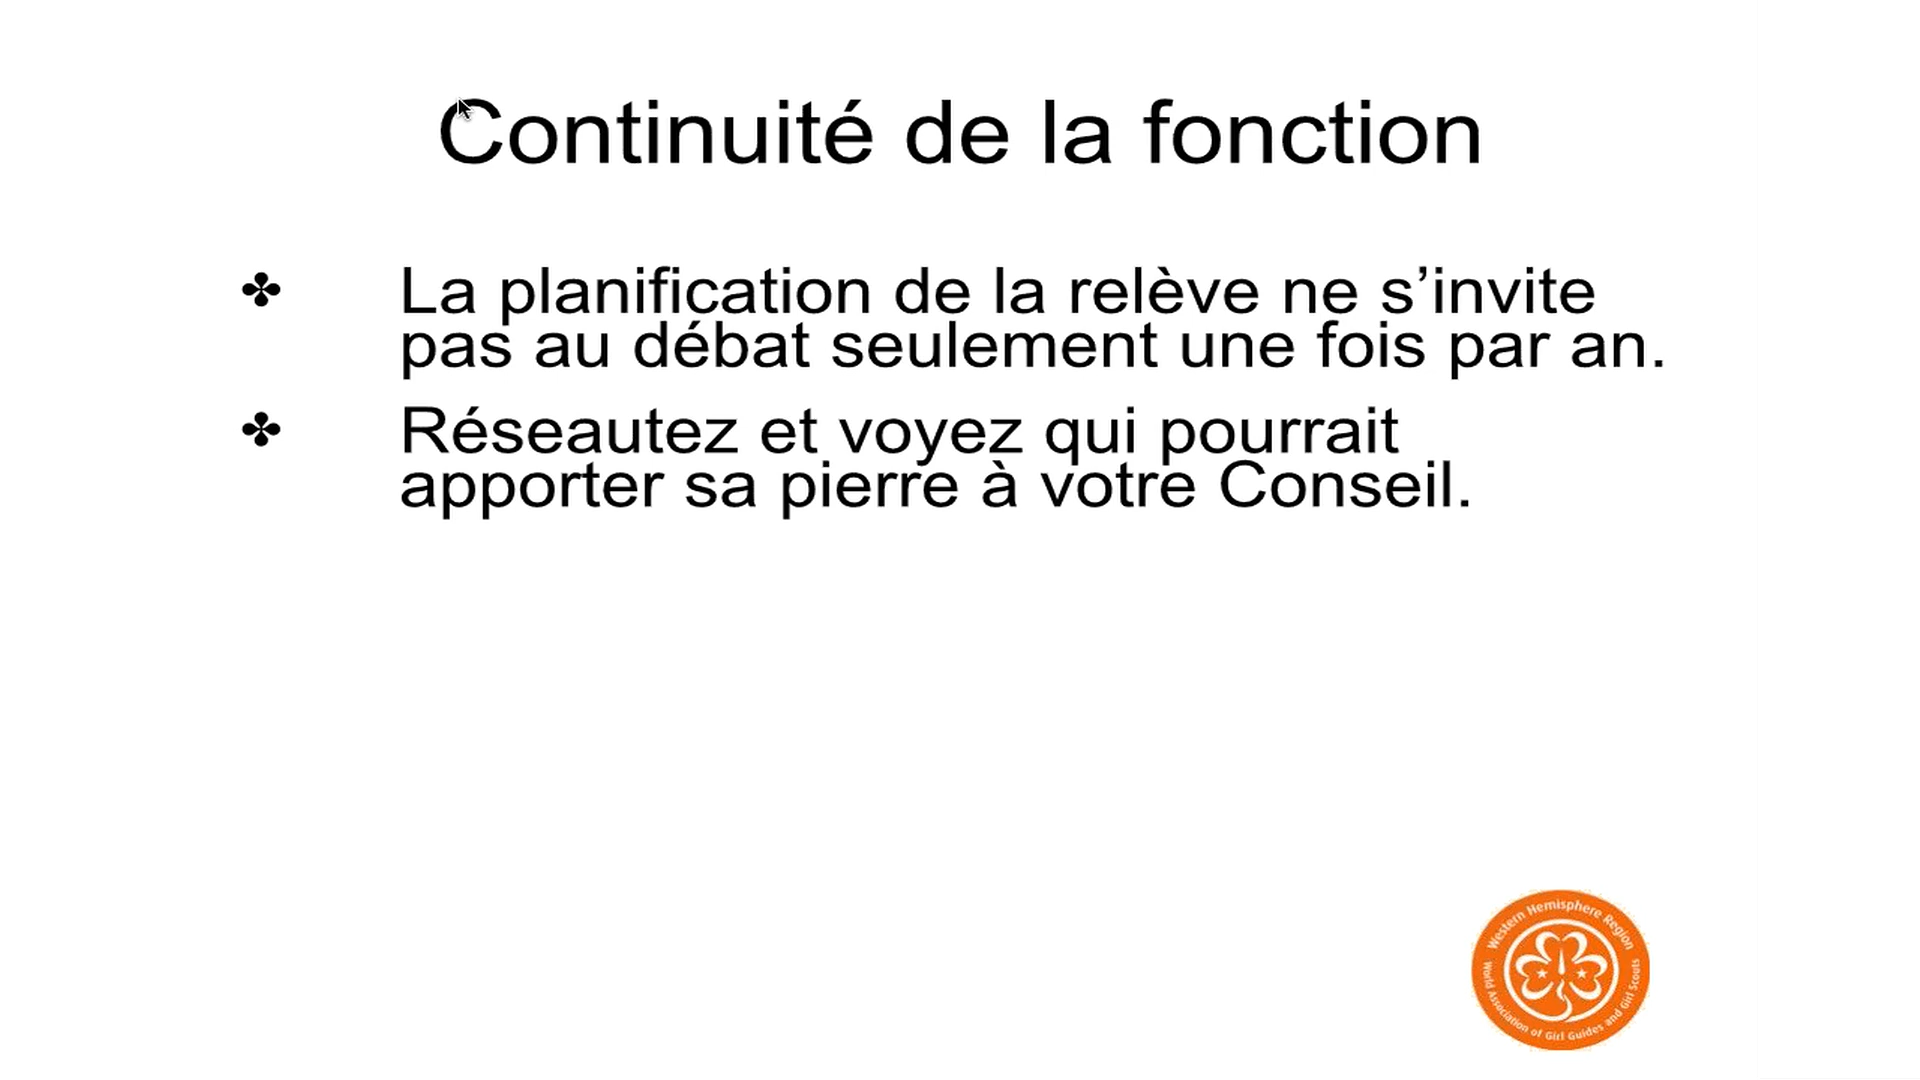 Continuité de la fonction
✤ La planification de la relève ne s’invite
pas au débat seulement une fois par an.
✤ Réseautez et voyez qui pourrait
apporter sa pierre à votre Conseil.
Western Hemisphere Region
World Association of Girl Guides and Girl Scouts